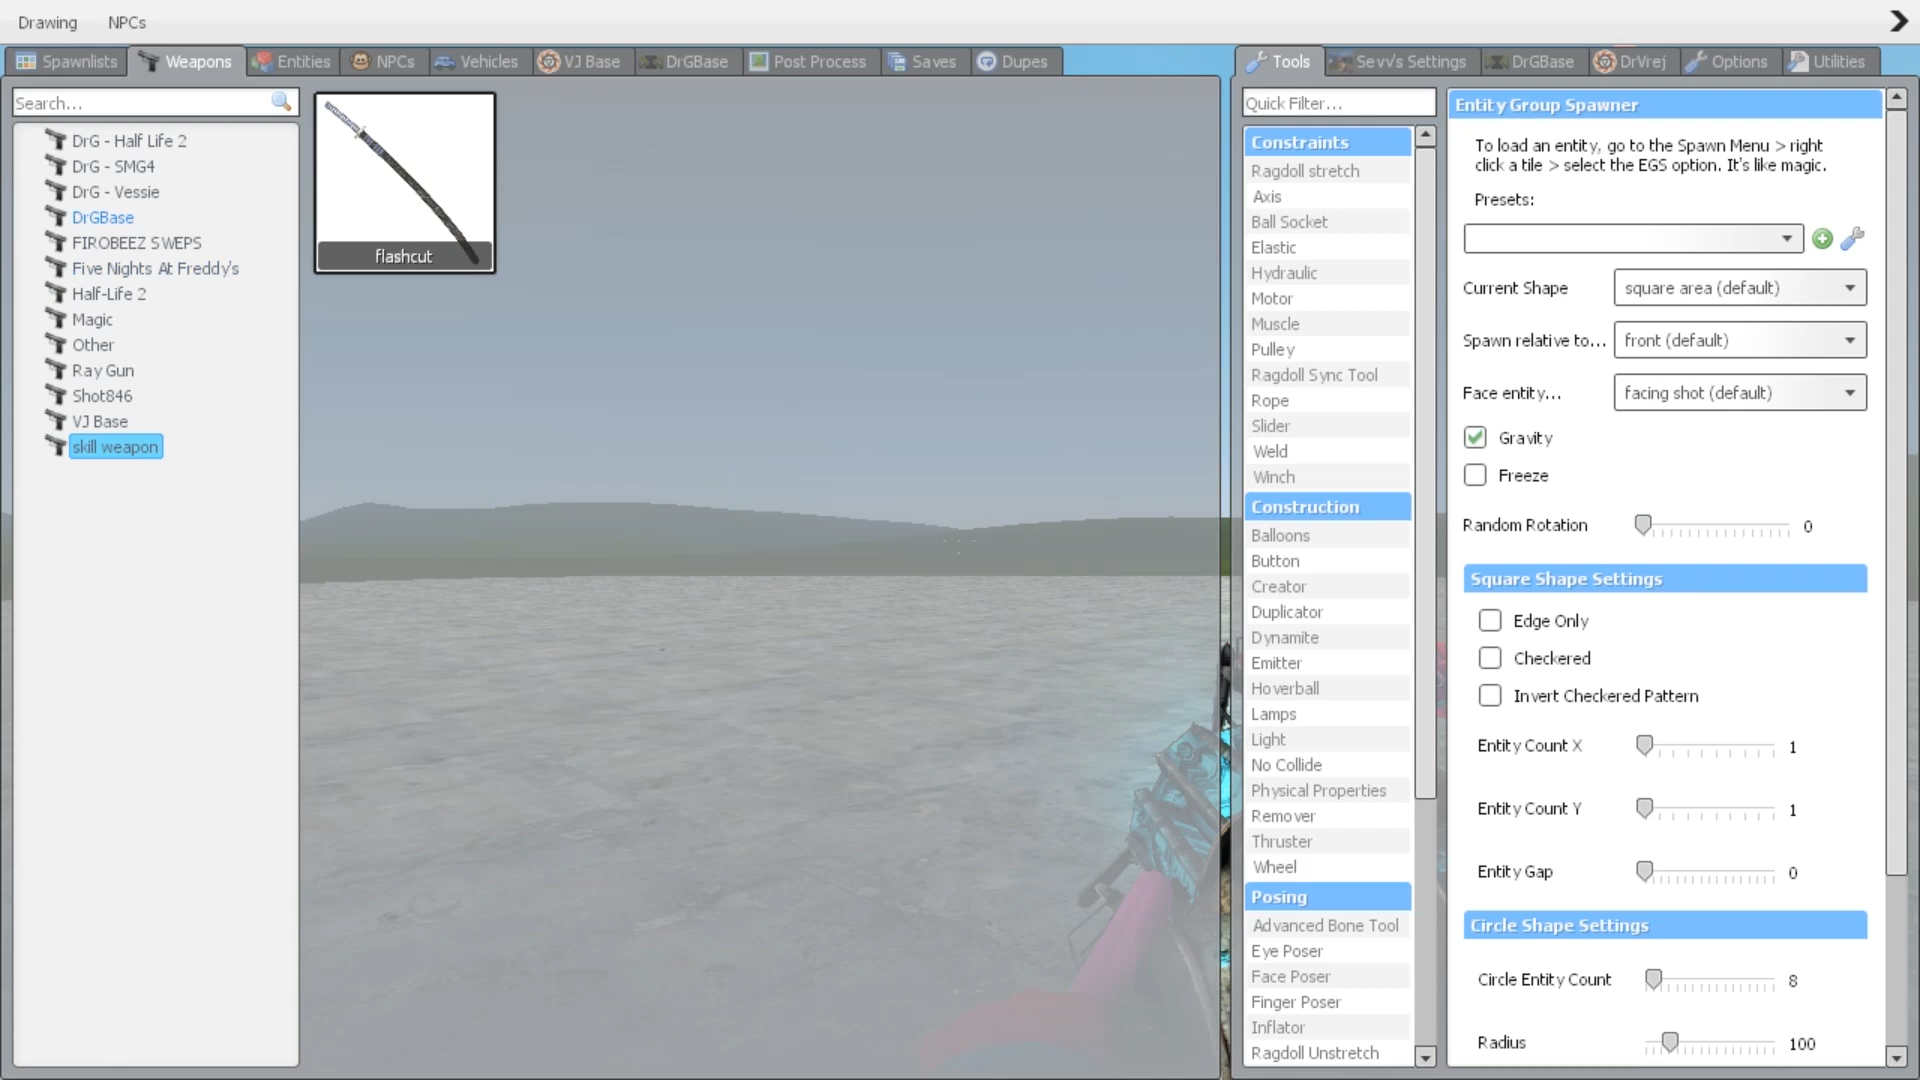 Drawing NPCs
Spawnlists Weapons Entities NPCs Vehicles VJ Base DrGBase Post Process Saves Dupes
Search...
DrG - Half Life 2
DrG - SMG4
DrG - Vessie
DrGBase
FIROBEEZ SWEPS
Five Nights At Freddy's
Half-Life 2
Magic
Other
Ray Gun
Shot846
VJ Base
skill weapon
flashcut
Tools Sevv's Settings DrGBase DrVrej Options Utilities
Quick Filter...
Constraints
Ragdoll stretch
Axis
Ball Socket
Elastic
Hydraulic
Motor
Muscle
Pulley
Ragdoll Sync Tool
Rope
Slider
Weld
Winch
Construction
Balloons
Button
Creator
Duplicator
Dynamite
Emitter
Hoverball
Lamps
Light
No Collide
Physical Properties
Remover
Thruster
Wheel
Posing
Advanced Bone Tool
Eye Poser
Face Poser
Finger Poser
Inflator
Ragdoll Unstretch
Entity Group Spawner
To load an entity, go to the Spawn Menu > right
click a tile > select the EGS option. It's like magic.
Presets:
Current Shape square area (default)
Spawn relative to... front (default)
Face entity... facing shot (default)
Gravity
Freeze
Random Rotation 0
Square Shape Settings
Edge Only
Checkered
Invert Checkered Pattern
Entity Count X 1
Entity Count Y 1
Entity Gap 0
Circle Shape Settings
Circle Entity Count 8
Radius 100